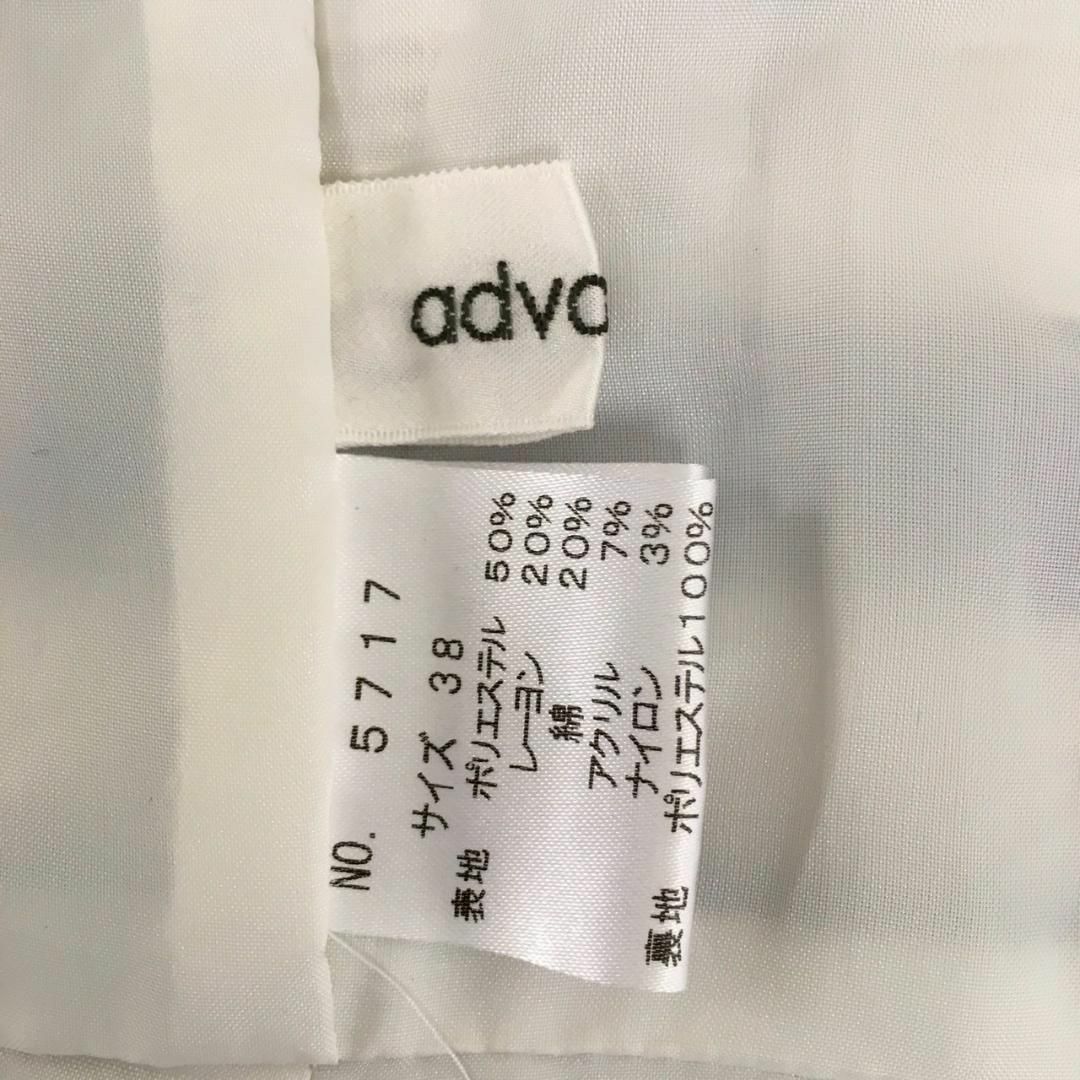 adva
NO. 5717
サイズ 38
表地 ポリエステル 50%
レーヨン 20%
綿 20%
アクリル 7%
ナイロン 3%
裏地 ポリエステル100%